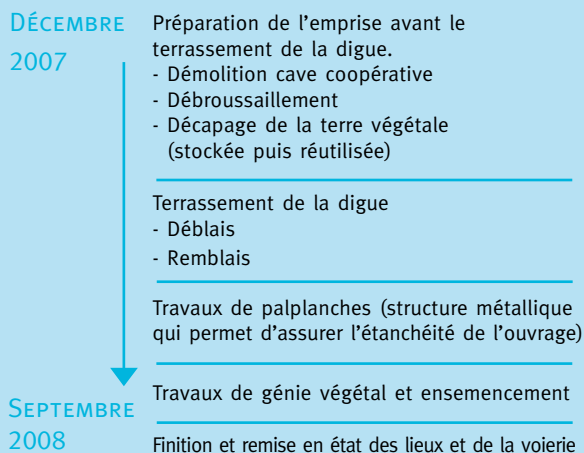 DÉCEMBRE
2007
Préparation de l’emprise avant le
terrassement de la digue.
- Démolition cave coopérative
- Débroussaillement
- Décapage de la terre végétale
(stockée puis réutilisée)
Terrassement de la digue
- Déblais
- Remblais
Travaux de palplanches (structure métallique
qui permet d’assurer l’étanchéité de l’ouvrage)
Travaux de génie végétal et ensemencement
SEPTEMBRE
2008
Finition et remise en état des lieux et de la voierie